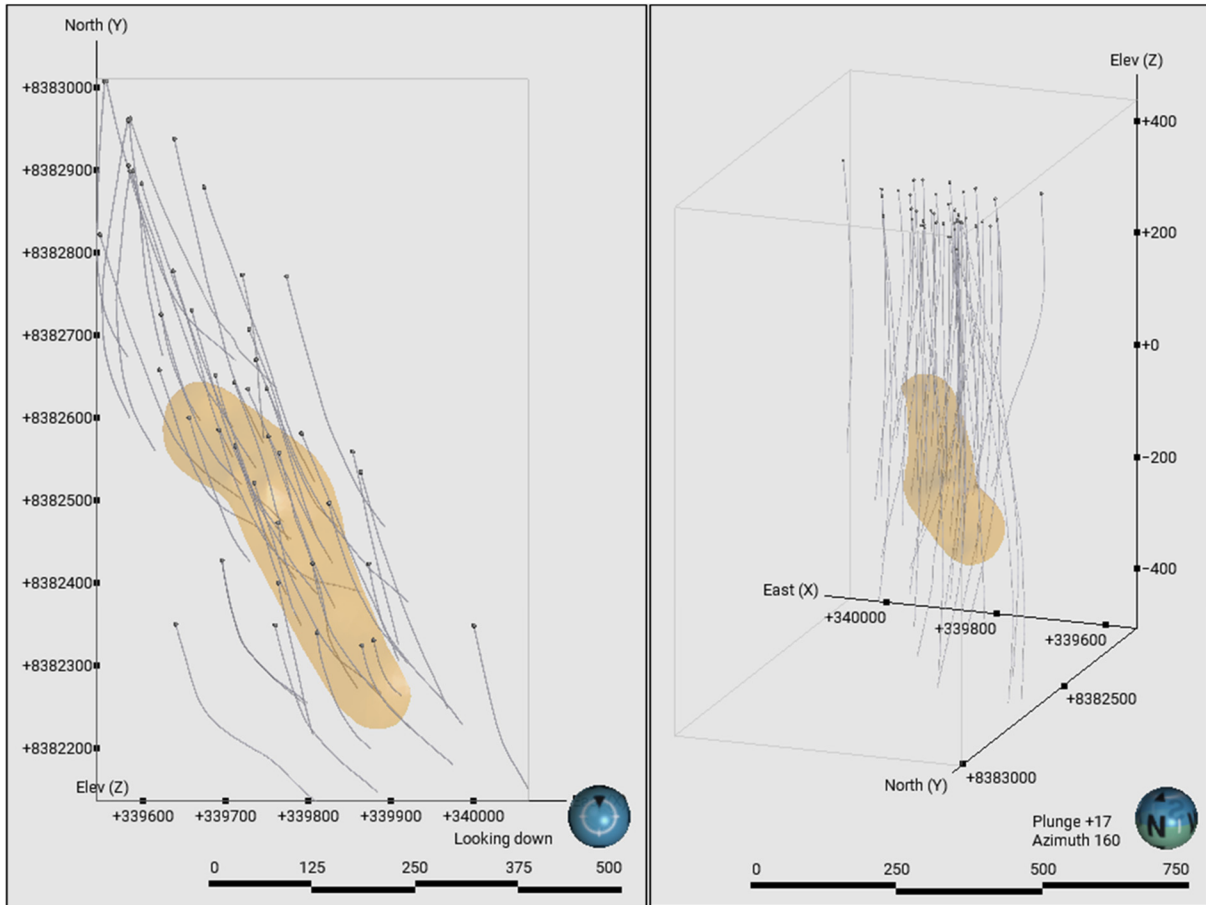 North (Y)
+8383000
+8382900
+8382800
+8382700
+8382600
+8382500
+8382400
+8382300
+8382200
Elev (Z)
+339600 +339700 +339800 +339900 +340000
Looking down
0 125 250 375 500
Elev (Z)
+400
+200
+0
−200
−400
East (X)
+340000
+339800
+339600
+8382500
North (Y)
+8383000
Plunge +17
Azimuth 160
N
0 250 500 750